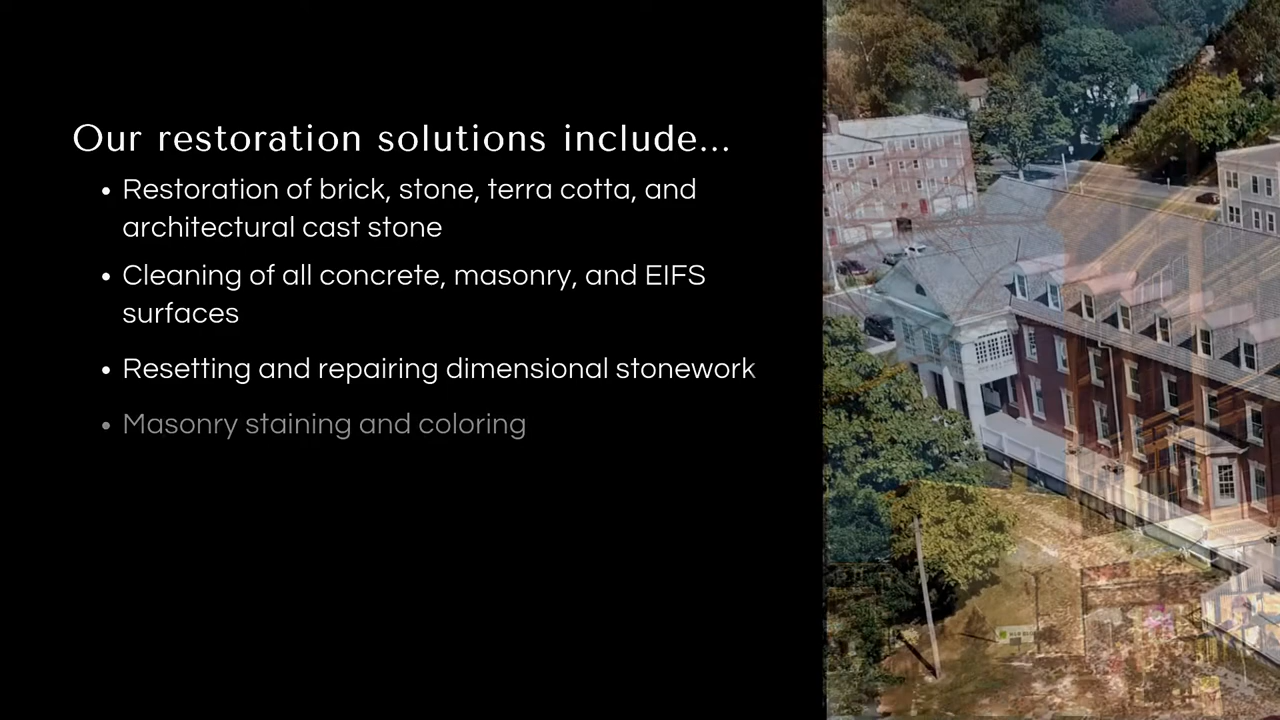 Our restoration solutions include...
• Restoration of brick, stone, terra cotta, and
architectural cast stone
• Cleaning of all concrete, masonry, and EIFS
surfaces
• Resetting and repairing dimensional stonework
• Masonry staining and coloring